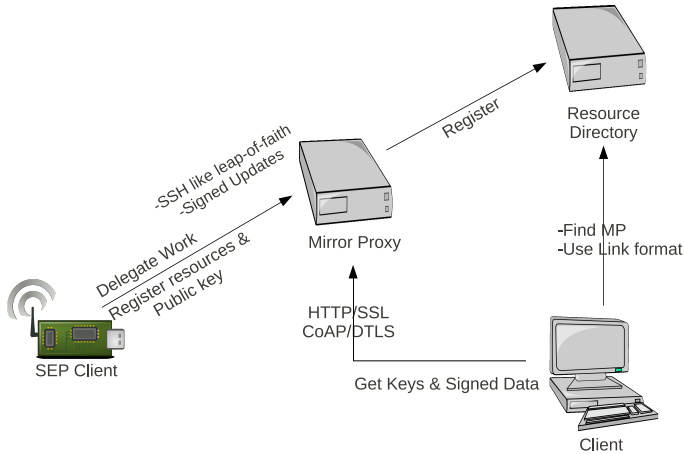 Resource
Directory
Register
-SSH like leap-of-faith
-Signed Updates
Mirror Proxy
-Find MP
-Use Link format
Delegate Work
Register resources &
Public key
HTTP/SSL
CoAP/DTLS
SEP Client
Get Keys & Signed Data
Client